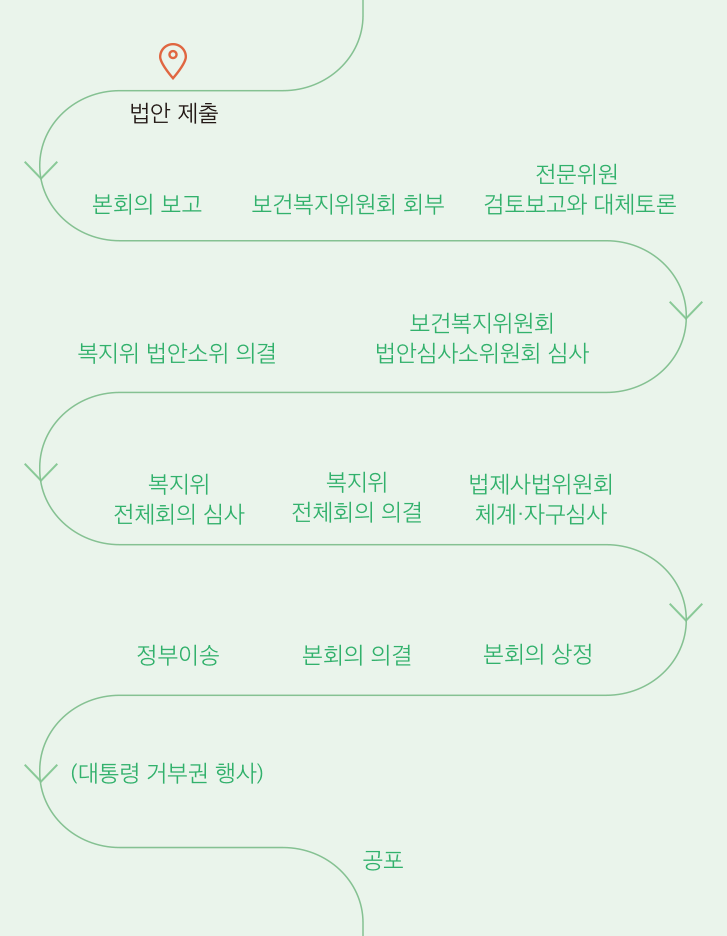 법안 제출
본회의 보고
보건복지위원회 회부
전문위원
검토보고와 대체토론
보건복지위원회
법안심사소위원회 심사
복지위 법안소위 의결
복지위
전체회의 심사
복지위
전체회의 의결
법제사법위원회
체계·자구심사
본회의 상정
본회의 의결
정부이송
(대통령 거부권 행사)
공포